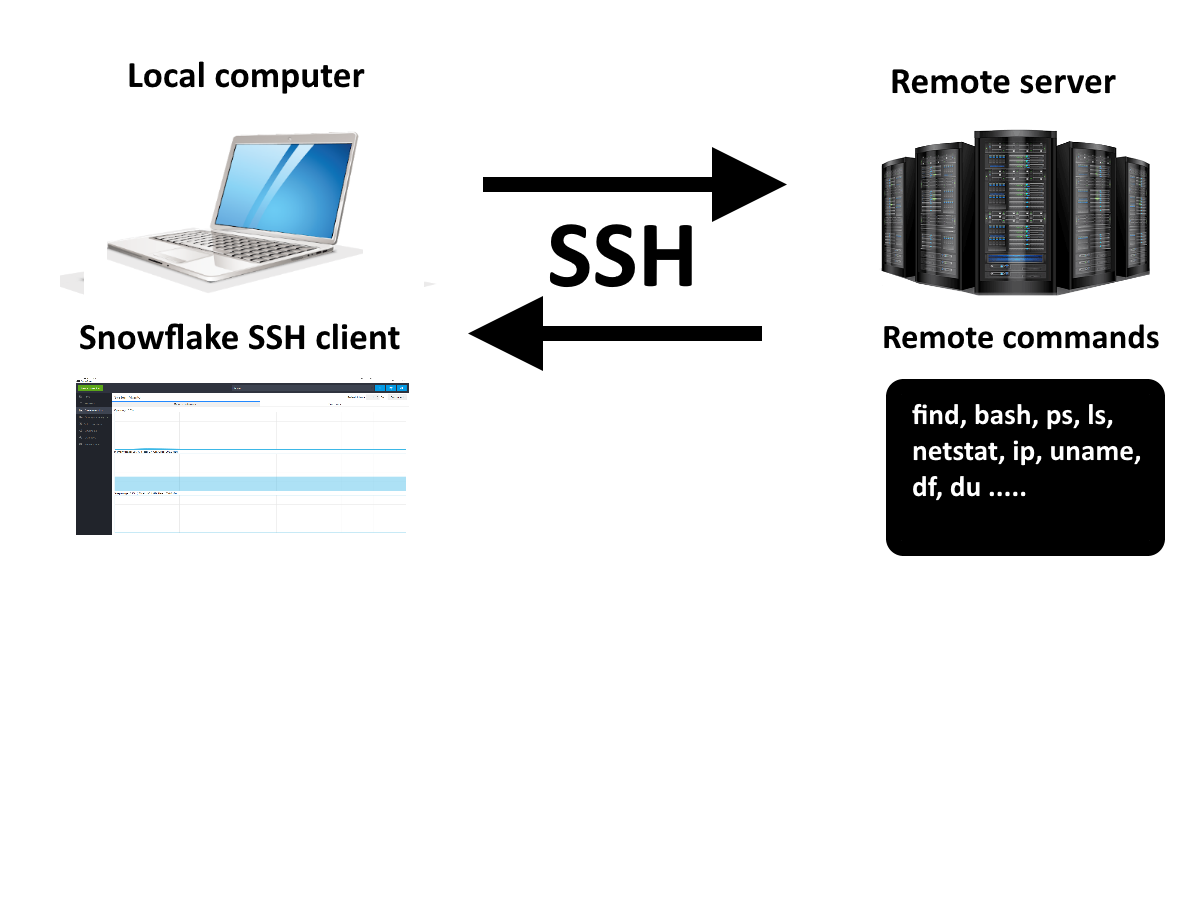 Local computer
Remote server
SSH
Snowflake SSH client
Remote commands
find, bash, ps, ls,
netstat, ip, uname,
df, du .....